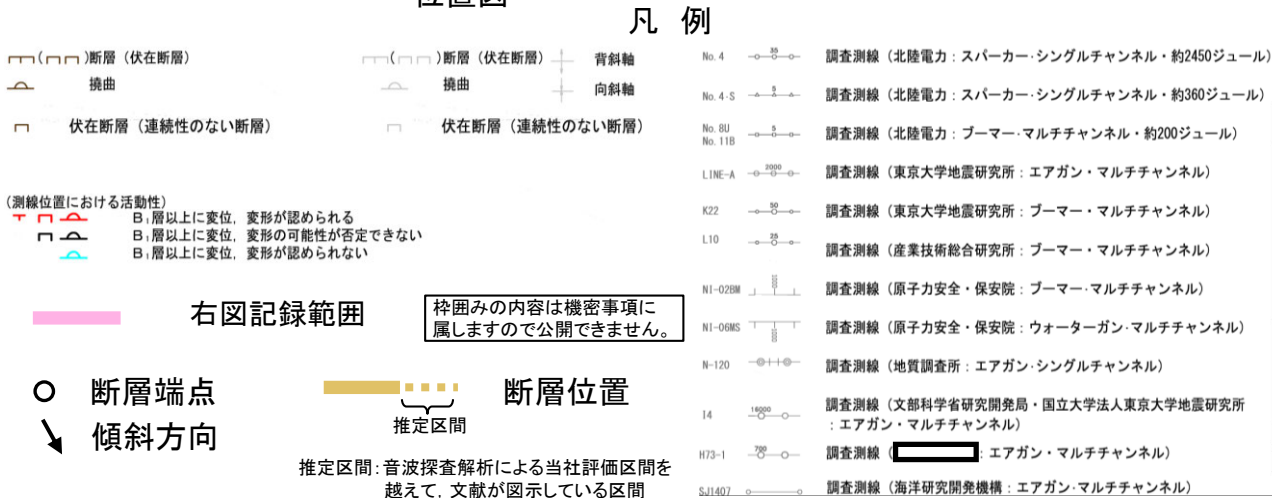 位置図
凡 例
(        )断層（伏在断層）
撓曲
伏在断層（連続性のない断層）
(        )断層（伏在断層）
撓曲
伏在断層（連続性のない断層）
背斜軸
向斜軸
(測線位置における活動性)
B₁層以上に変位，変形が認められる
B₁層以上に変位，変形の可能性が否定できない
B₁層以上に変位，変形が認められない
右図記録範囲
枠囲みの内容は機密事項に
属しますので公開できません。
断層端点
傾斜方向
断層位置
推定区間
推定区間：音波探査解析による当社評価区間を
越えて，文献が図示している区間
No. 4 35 調査測線（北陸電力：スパーカー・シングルチャンネル・約2450ジュール）
No. 4-S 5 調査測線（北陸電力：スパーカー・シングルチャンネル・約360ジュール）
No. 8U
No. 11B 5 調査測線（北陸電力：ブーマー・マルチチャンネル・約200ジュール）
LINE-A 2000 調査測線（東京大学地震研究所：エアガン・マルチチャンネル）
K22 50 調査測線（東京大学地震研究所：ブーマー・マルチチャンネル）
L10 25 調査測線（産業技術総合研究所：ブーマー・マルチチャンネル）
NI-02BM 1000 調査測線（原子力安全・保安院：ブーマー・マルチチャンネル）
NI-06MS 1000 調査測線（原子力安全・保安院：ウォーターガン・マルチチャンネル）
N-120 調査測線（地質調査所：エアガン・シングルチャンネル）
I4 16000 調査測線（文部科学省研究開発局・国立大学法人東京大学地震研究所
：エアガン・マルチチャンネル）
H73-1 700 調査測線（        ：エアガン・マルチチャンネル）
SJ1407 調査測線（海洋研究開発機構：エアガン・マルチチャンネル）